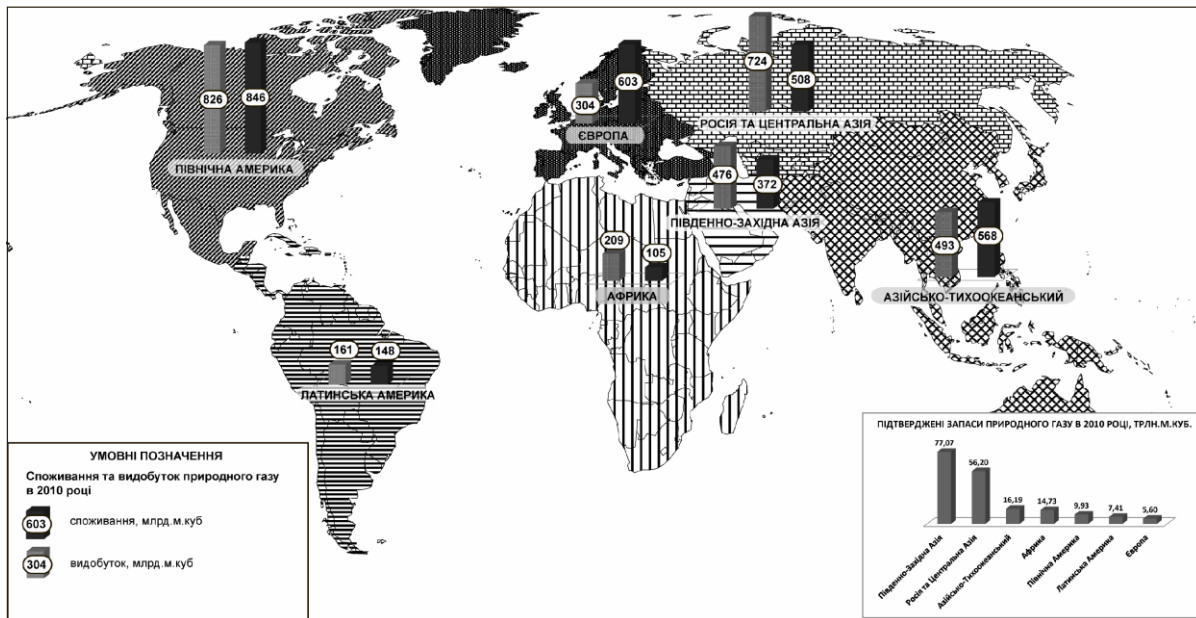 724
508
603
304
826
846
ЄВРОПА
РОСІЯ ТА ЦЕНТРАЛЬНА АЗІЯ
ПІВНІЧНА АМЕРИКА
476
372
ПІВДЕННО-ЗАХІДНА АЗІЯ
209
105
493
568
АФРИКА
АЗІЙСЬКО-ТИХООКЕАНСЬКИЙ
161
148
ЛАТИНСЬКА АМЕРИКА
УМОВНІ ПОЗНАЧЕННЯ
Споживання та видобуток природного газу
в 2010 році
603
споживання, млрд.м.куб
304
видобуток, млрд.м.куб
ПІДТВЕРДЖЕНІ ЗАПАСИ ПРИРОДНОГО ГАЗУ В 2010 РОЦІ, ТРЛН.М.КУБ.
77,07
56,20
16,19
14,73
9,93
7,41
5,60
Південно-Західна Азія
Росія та Центральна Азія
Азійсько-Тихоокеанський
Африка
Північна Америка
Латинська Америка
Європа